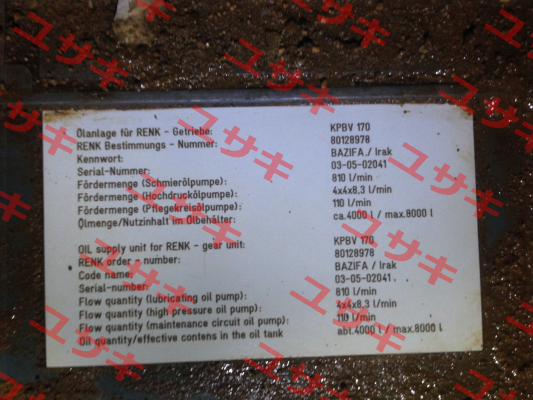 Ölanlage für RENK - Getriebe: KPBV 170
RENK Bestimmungs - Nummer: 80128978
Kennwort: BAZIFA / Irak
Serial-Nummer: 03-05-02041
Fördermenge (Schmierölpumpe): 810 l/min
Fördermenge (Hochdruckölpumpe): 4x4x8,3 l/min
Fördermenge (Pflegekreisölpumpe): 110 l/min
Ölmenge/Nutzinhalt im Ölbehälter: ca.4000 l / max.8000 l
OIL supply unit for RENK - gear unit: KPBV 170
RENK order - number: 80128978
Code name: BAZIFA / Irak
Serial-number: 03-05-02041
Flow quantity (lubricating oil pump): 810 l/min
Flow quantity (high pressure oil pump): 4x4x8,3 l/min
Flow quantity (maintenance circuit oil pump): 110 l/min
Oil quantity/effective contens in the oil tank abt.4000 l / max.8000 l
ユサキ